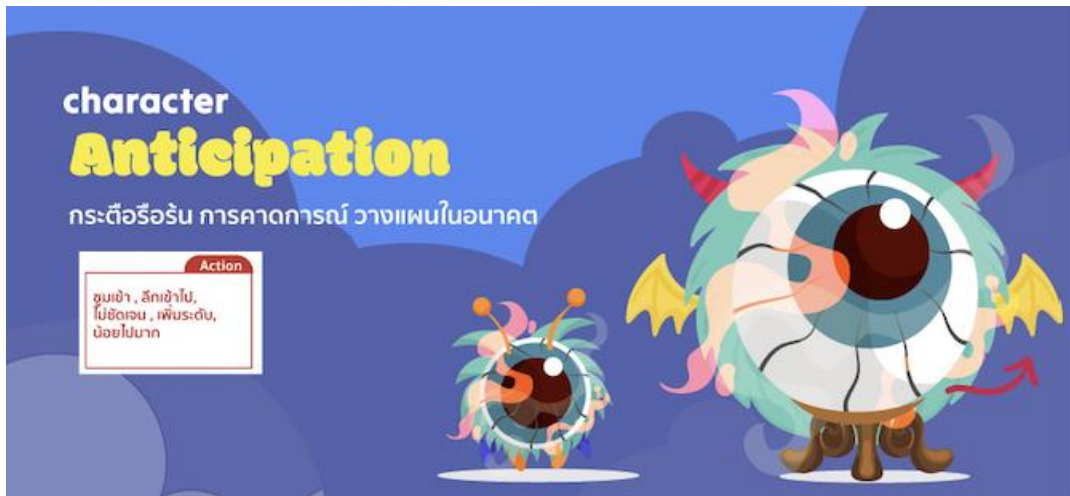 character
Anticipation
กระตือรือร้น การคาดการณ์ วางแผนในอนาคต
Action
ซูมเข้า , ลึกเข้าไป,
ไม่ชัดเจน , เพิ่มระดับ,
น้อยไปมาก